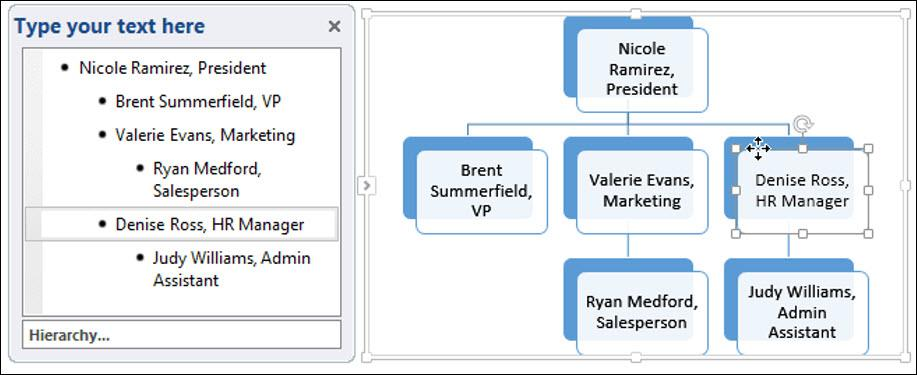 Type your text here
Nicole Ramirez, President
Brent Summerfield, VP
Valerie Evans, Marketing
Ryan Medford,
Salesperson
Denise Ross, HR Manager
Judy Williams, Admin
Assistant
Hierarchy...
Nicole
Ramirez,
President
Brent
Summerfield,
VP
Valerie Evans,
Marketing
Denise Ross,
HR Manager
Ryan Medford,
Salesperson
Judy Williams,
Admin
Assistant